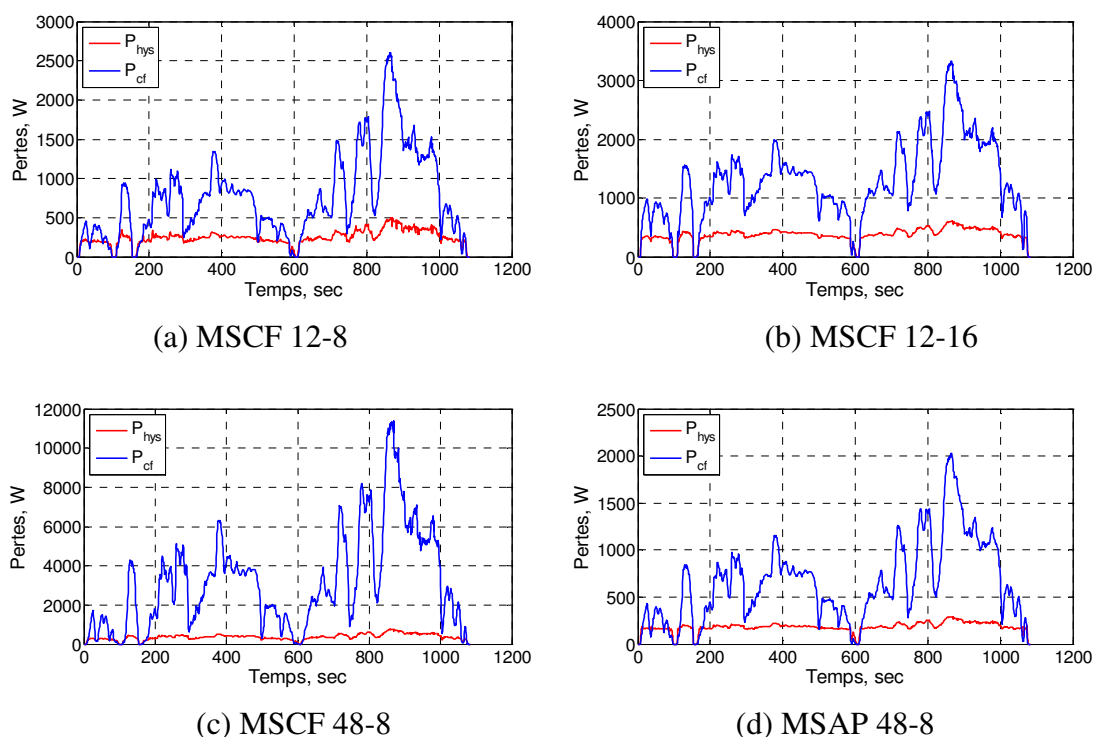 3000
2500
2000
1500
1000
500
0
Pertes, W
P_hys
P_cf
0 200 400 600 800 1000 1200
Temps, sec
(a) MSCF 12-8
4000
3000
2000
1000
0
Pertes, W
P_hys
P_cf
0 200 400 600 800 1000 1200
Temps, sec
(b) MSCF 12-16
12000
10000
8000
6000
4000
2000
0
Pertes, W
P_hys
P_cf
0 200 400 600 800 1000 1200
Temps, sec
(c) MSCF 48-8
2500
2000
1500
1000
500
0
Pertes, W
P_hys
P_cf
0 200 400 600 800 1000 1200
Temps, sec
(d) MSAP 48-8